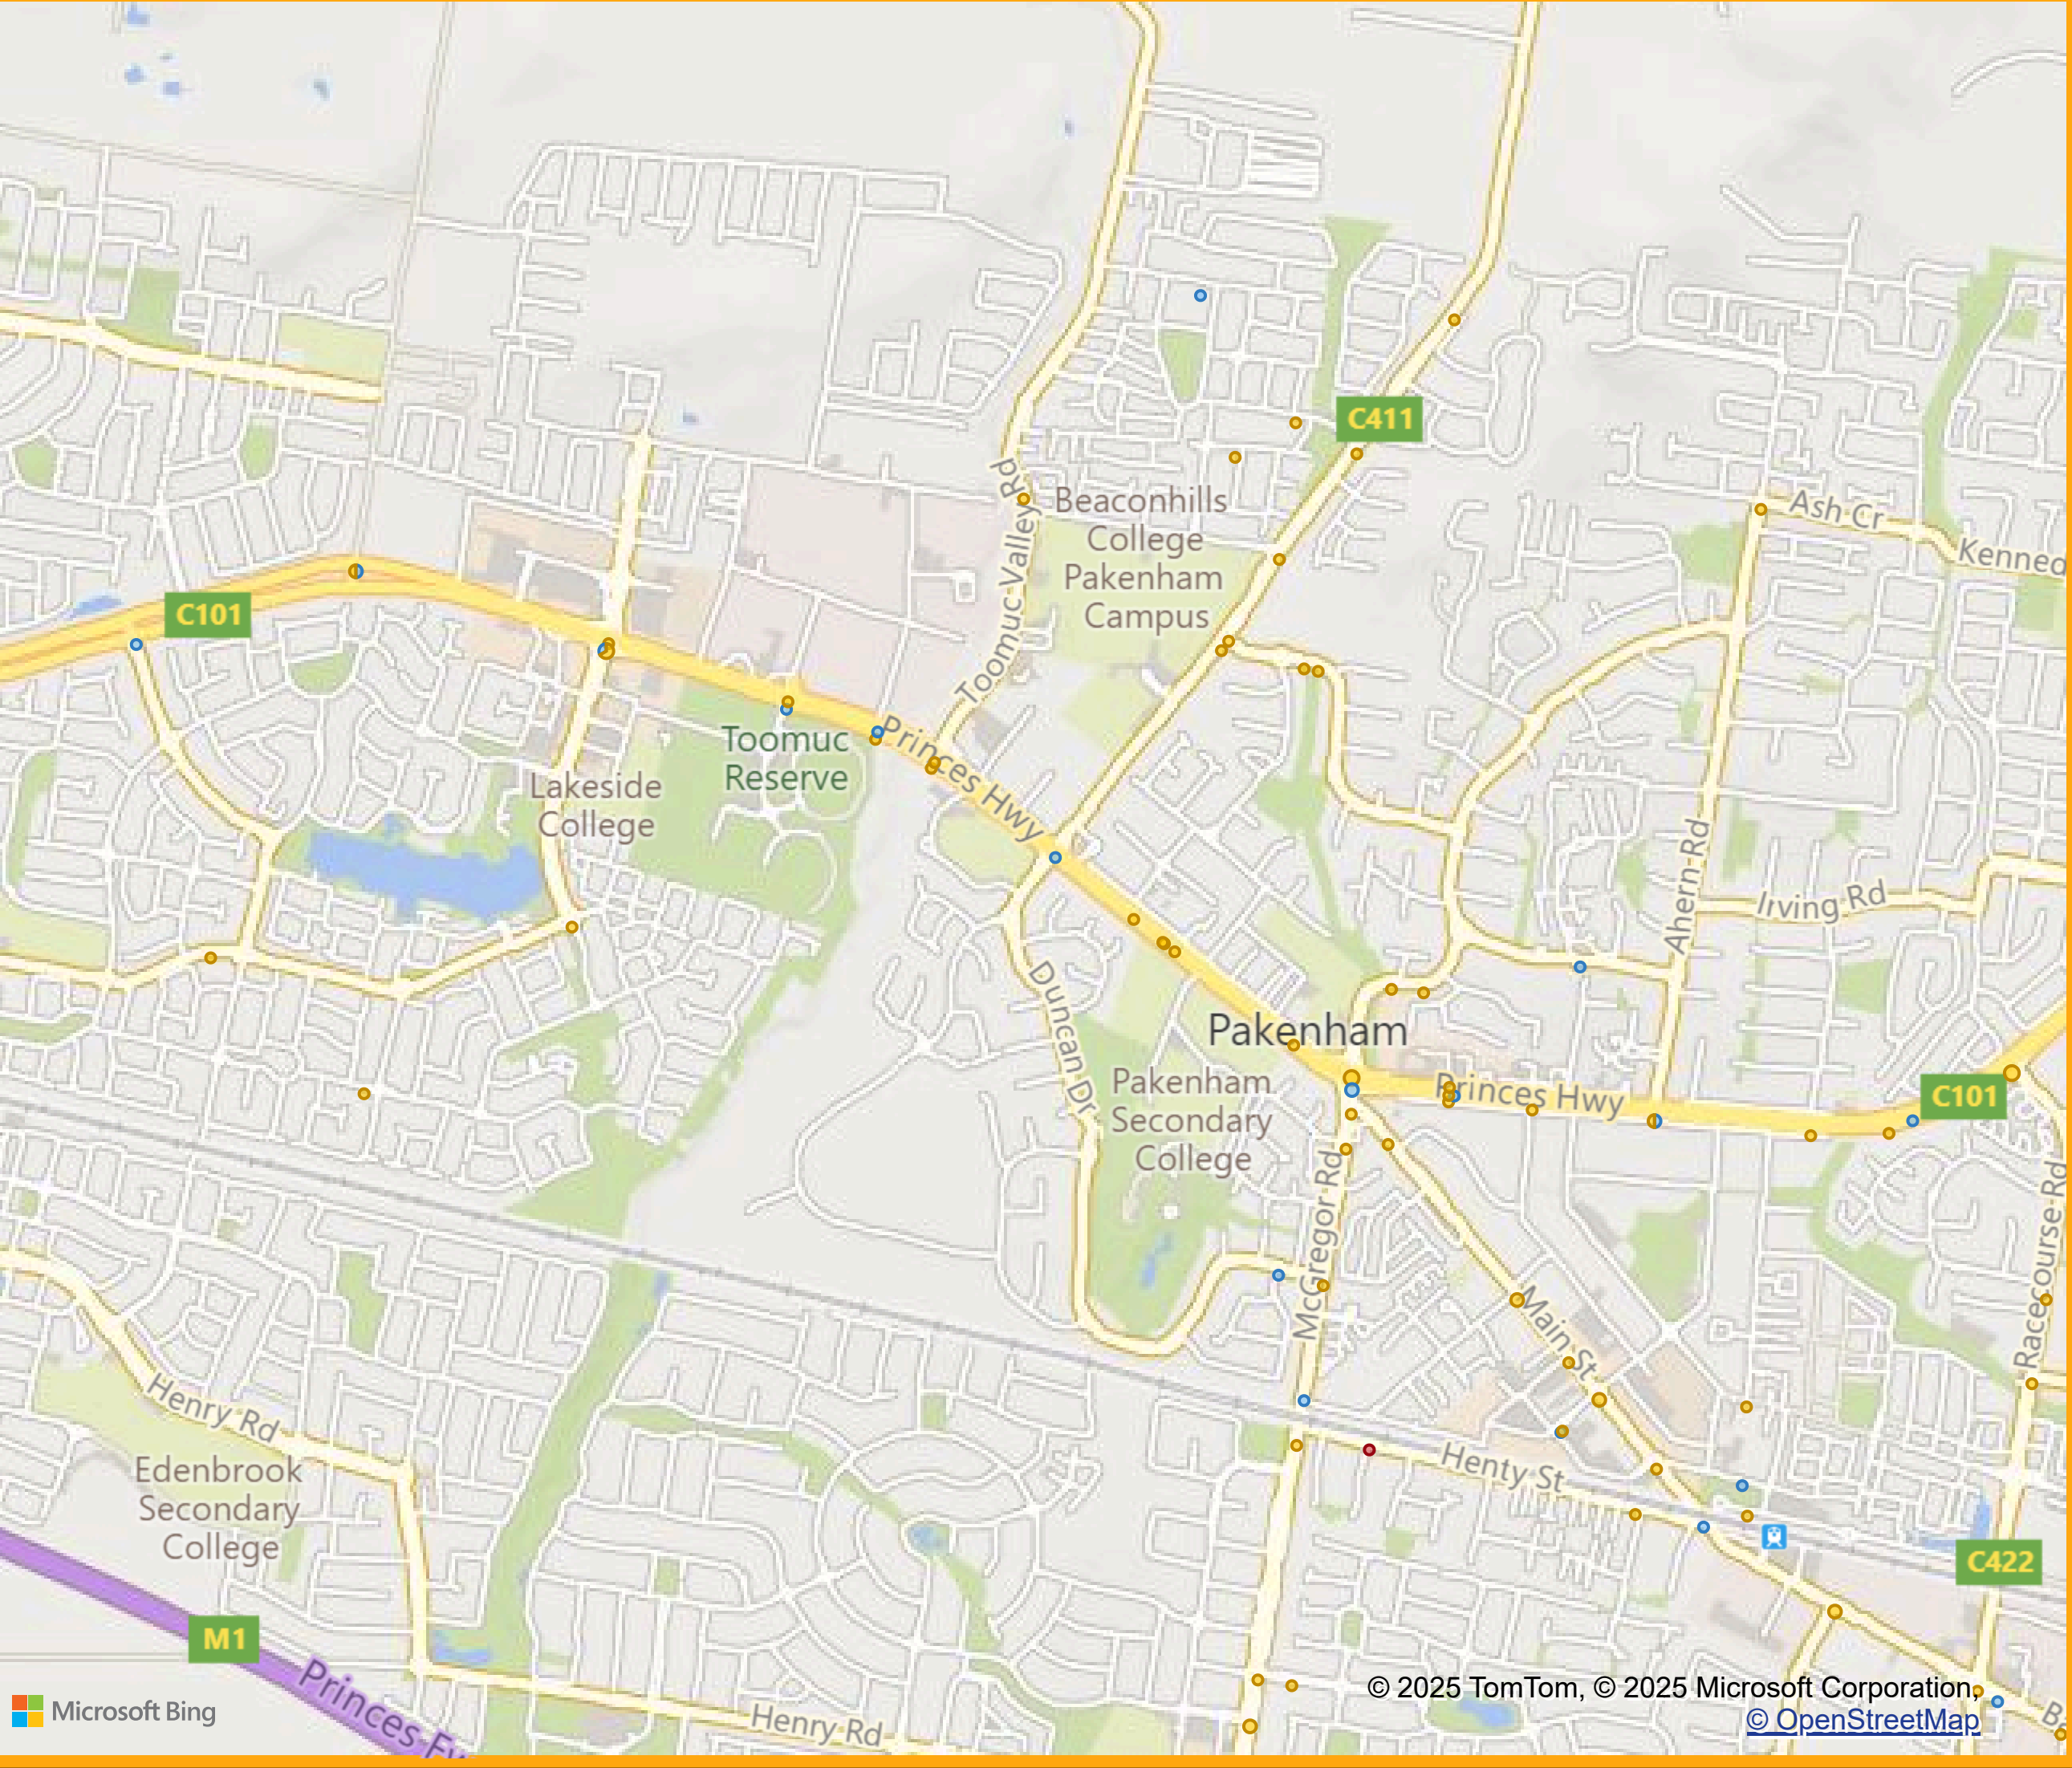 C411
Toomuc Valley Rd
Beaconhills
College
Pakenham
Campus
Ash Cr
C101
Toomuc
Reserve
Princes Hwy
Lakeside
College
Ahern Rd
Irving Rd
Duncan Dr
Pakenham
Pakenham
Secondary
College
Princes Hwy
C101
McGregor Rd
Main St
Racecourse Rd
Henry Rd
Edenbrook
Secondary
College
Henty St
C422
M1
Henry Rd
Microsoft Bing
© 2025 TomTom, © 2025 Microsoft Corporation,
© OpenStreetMap